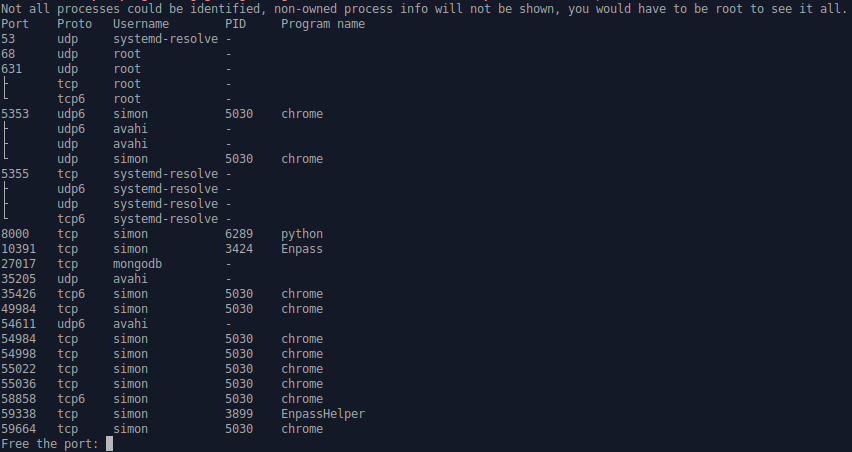 Not all processes could be identified, non-owned process info will not be shown, you would have to be root to see it all.
Port    Proto   Username        PID     Program name
53      udp     systemd-resolve -
68      udp     root            -
631     udp     root            -
├       tcp     root            -
└       tcp6    root            -
5353    udp6    simon           5030    chrome
├       udp6    avahi           -
├       udp     avahi           -
└       udp     simon           5030    chrome
5355    tcp     systemd-resolve -
├       udp6    systemd-resolve -
├       udp     systemd-resolve -
└       tcp6    systemd-resolve -
8000    tcp     simon           6289    python
10391   tcp     simon           3424    Enpass
27017   tcp     mongodb         -
35205   udp     avahi           -
35426   tcp6    simon           5030    chrome
49984   tcp     simon           5030    chrome
54611   udp6    avahi           -
54984   tcp     simon           5030    chrome
54998   tcp     simon           5030    chrome
55022   tcp     simon           5030    chrome
55036   tcp     simon           5030    chrome
58858   tcp6    simon           5030    chrome
59338   tcp     simon           3899    EnpassHelper
59664   tcp     simon           5030    chrome
Free the port: